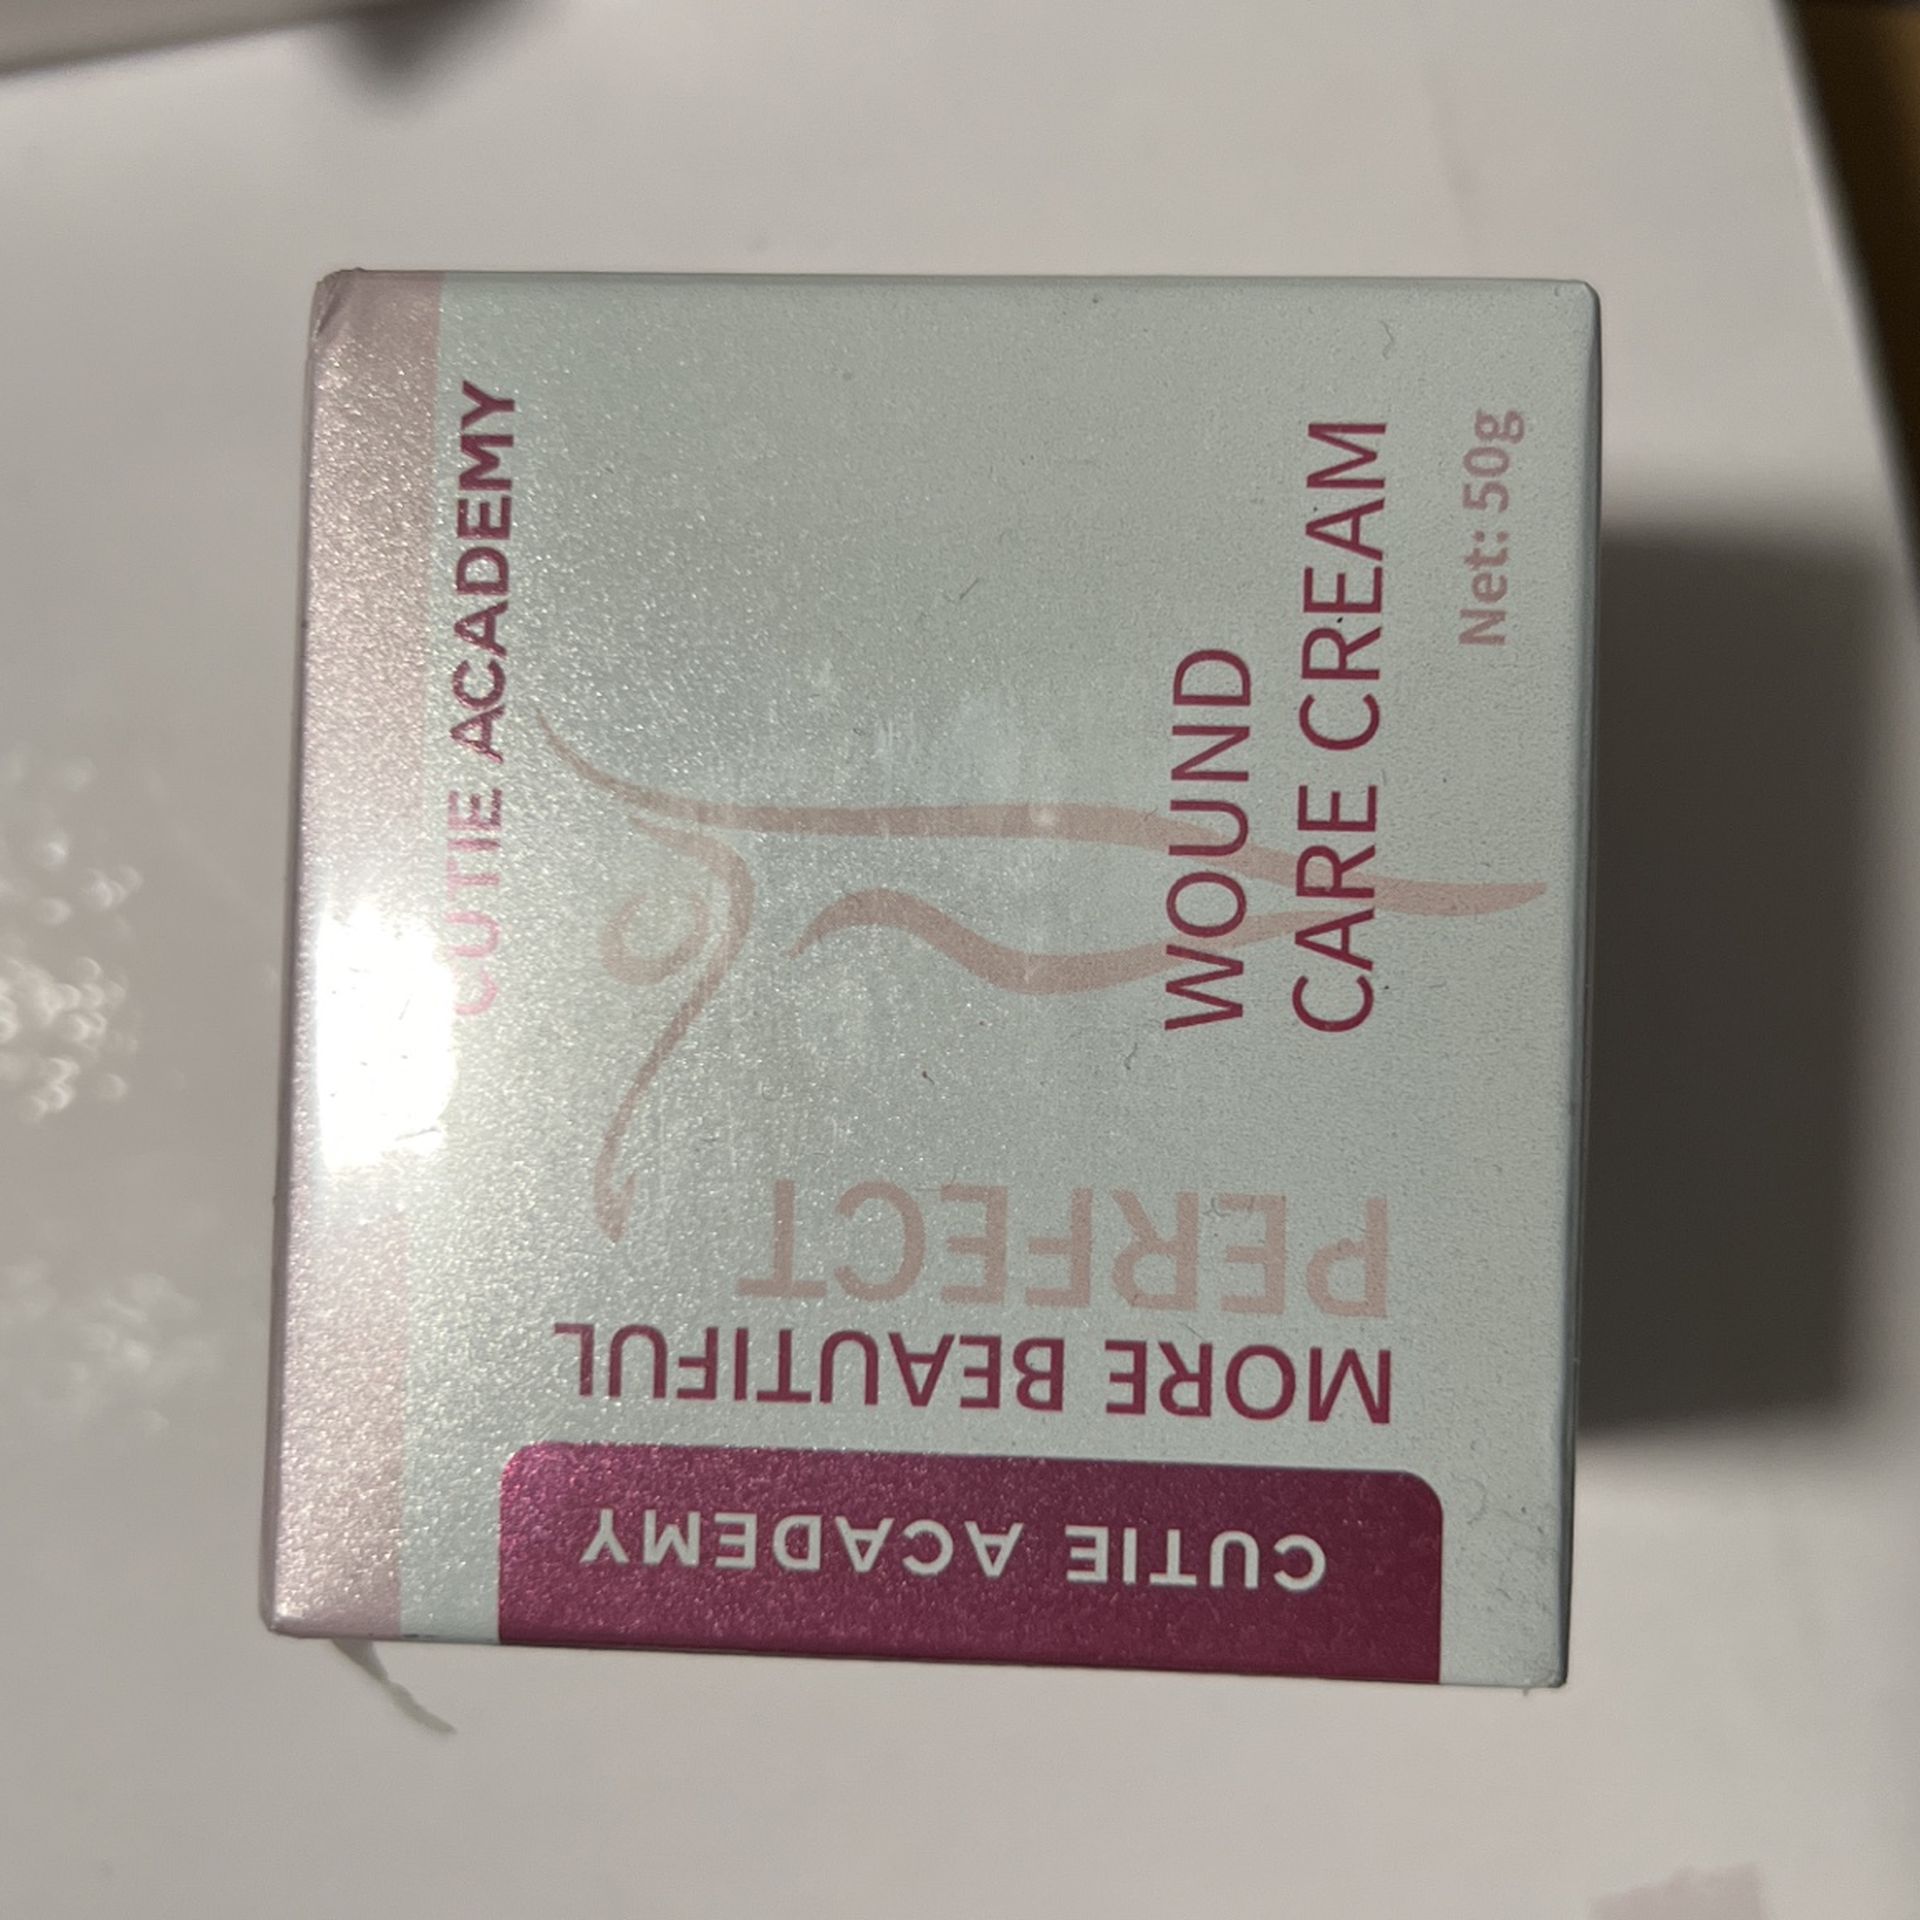 CUTIE ACADEMY
WOUND
CARE CREAM
Net: 50g
CUTIE ACADEMY
MORE BEAUTIFUL
PERFECT